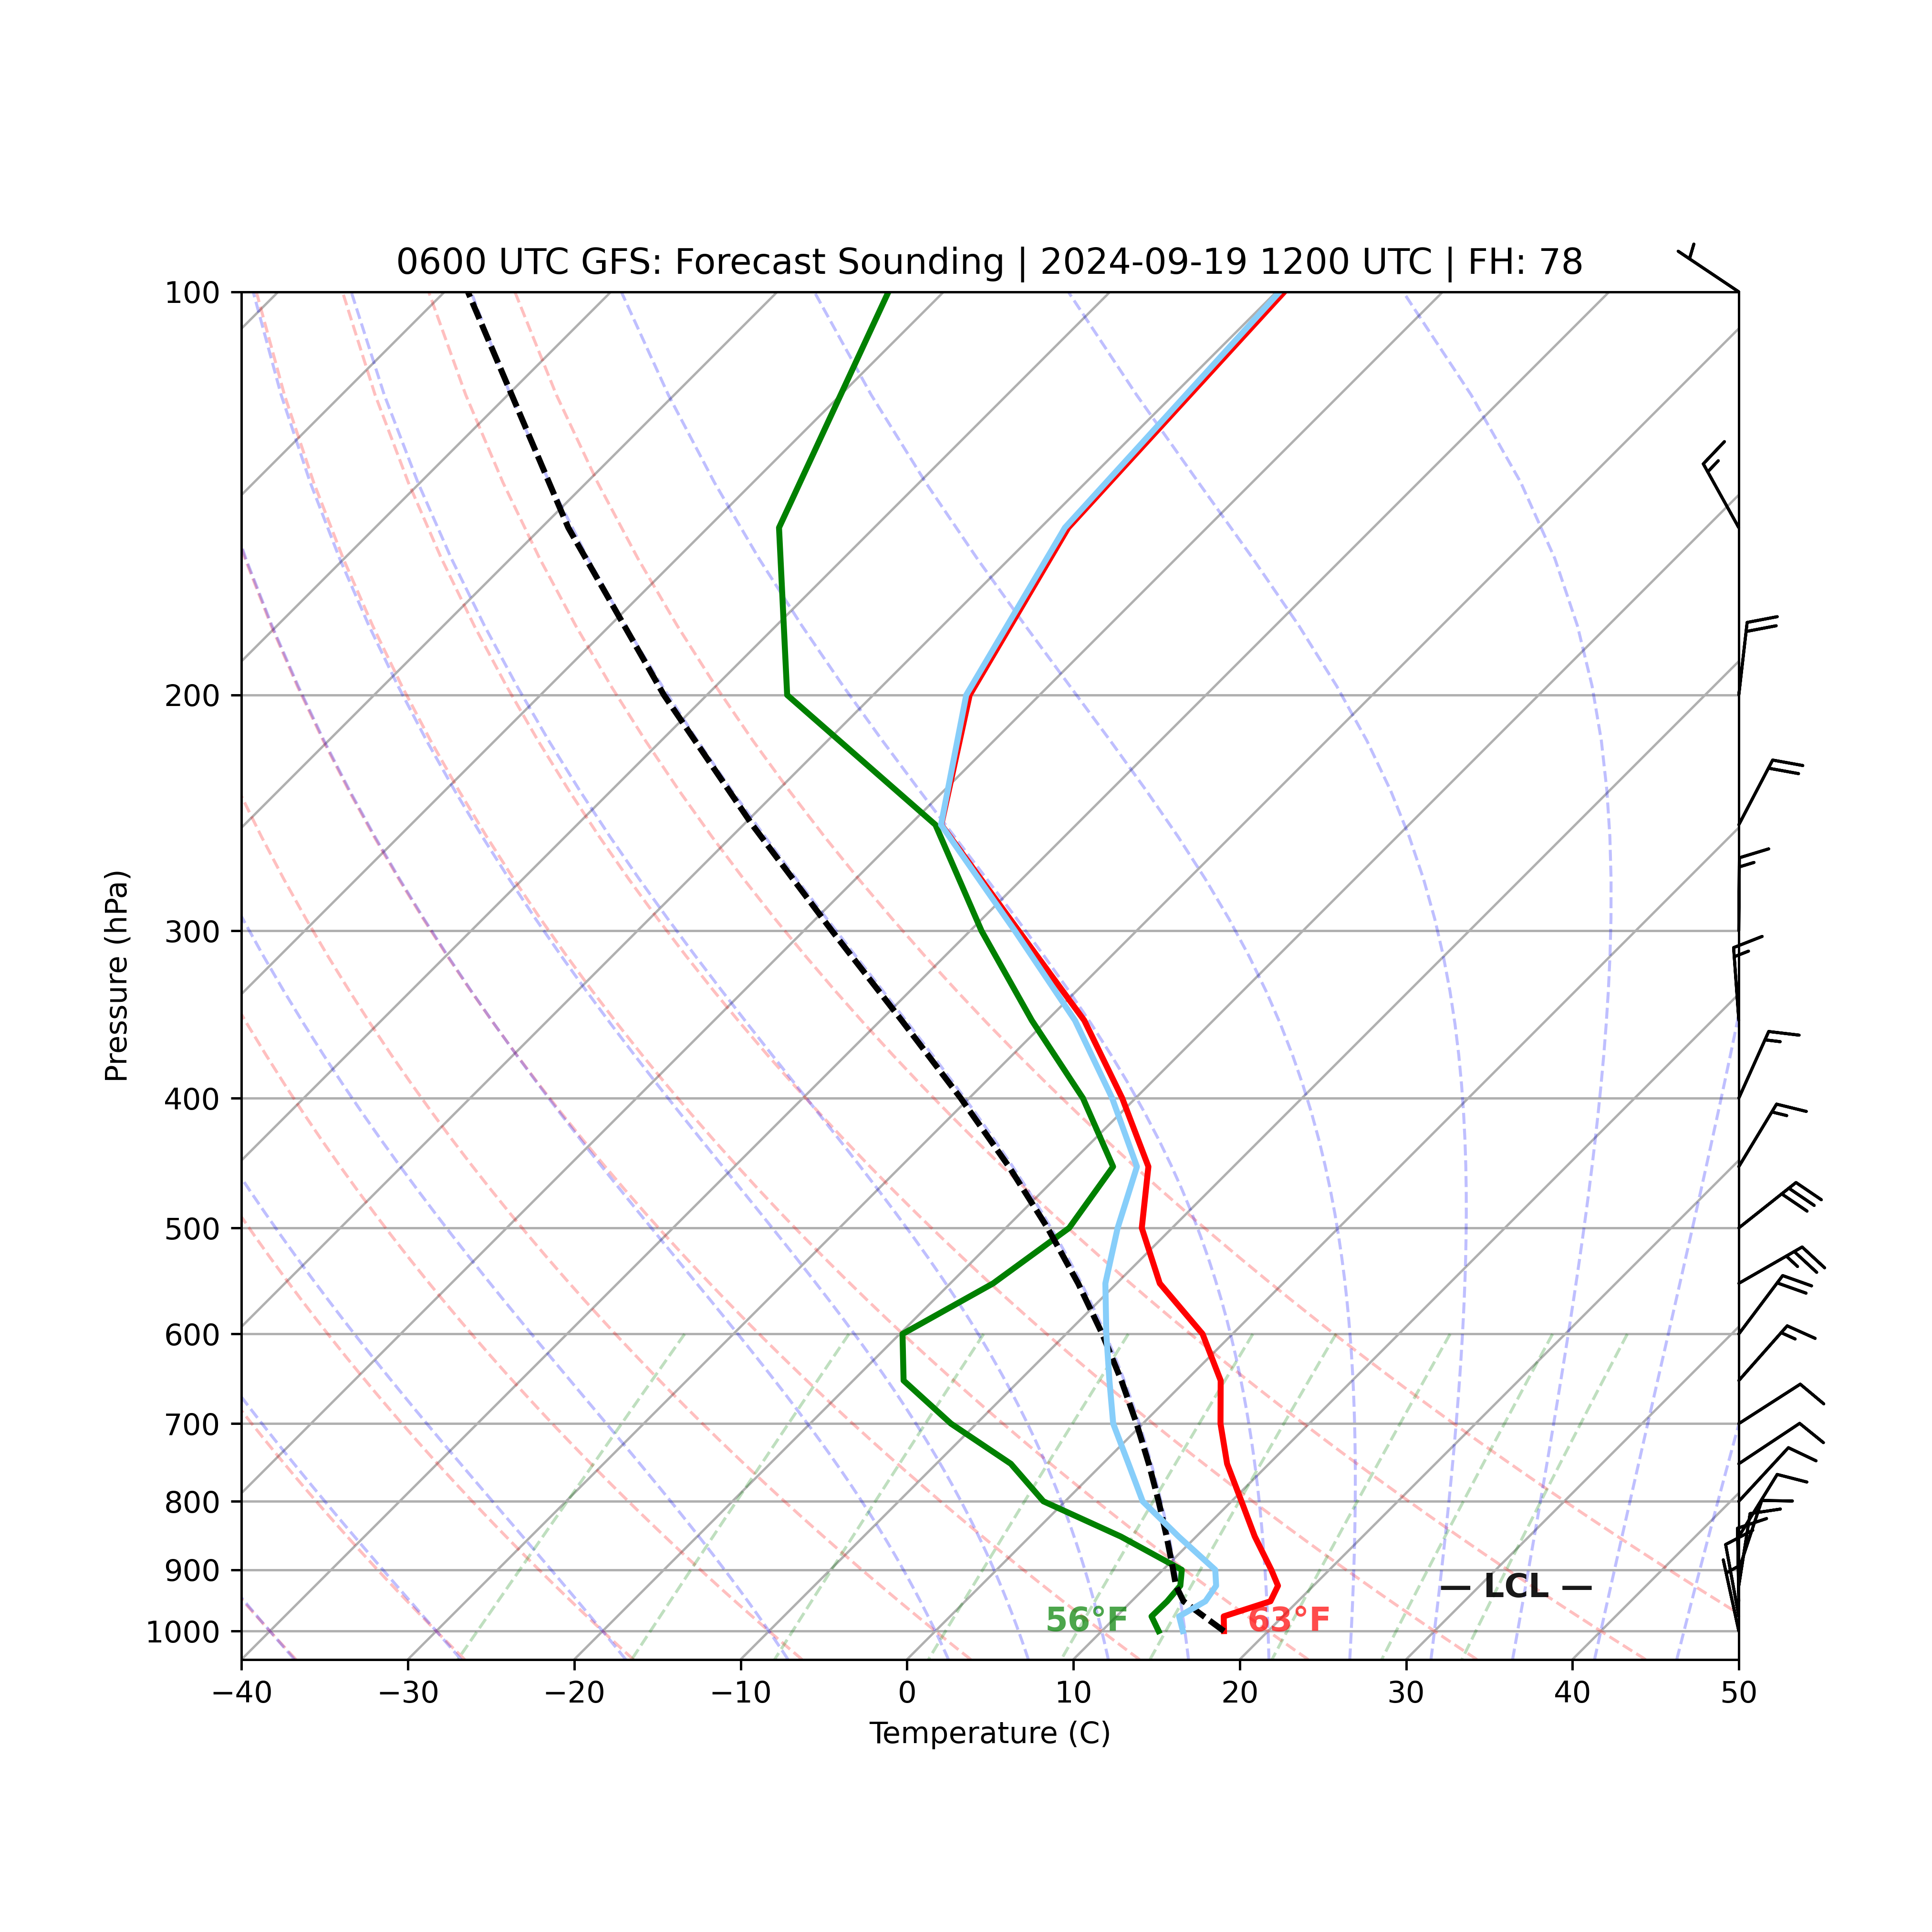 0600 UTC GFS: Forecast Sounding | 2024-09-19 1200 UTC | FH: 78
100
200
300
400
500
600
700
800
900
1000
Pressure (hPa)
— LCL —
56°F
63°F
−40 −30 −20 −10 0 10 20 30 40 50
Temperature (C)